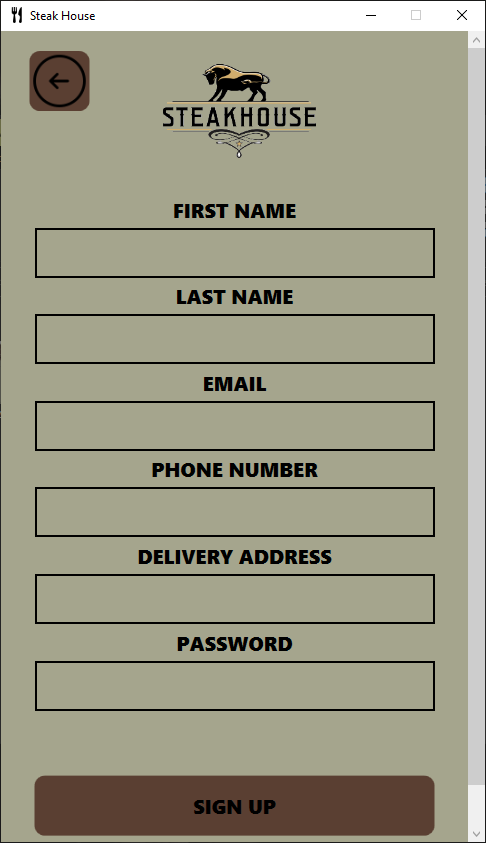 Steak House
STEAKHOUSE
FIRST NAME
LAST NAME
EMAIL
PHONE NUMBER
DELIVERY ADDRESS
PASSWORD
SIGN UP